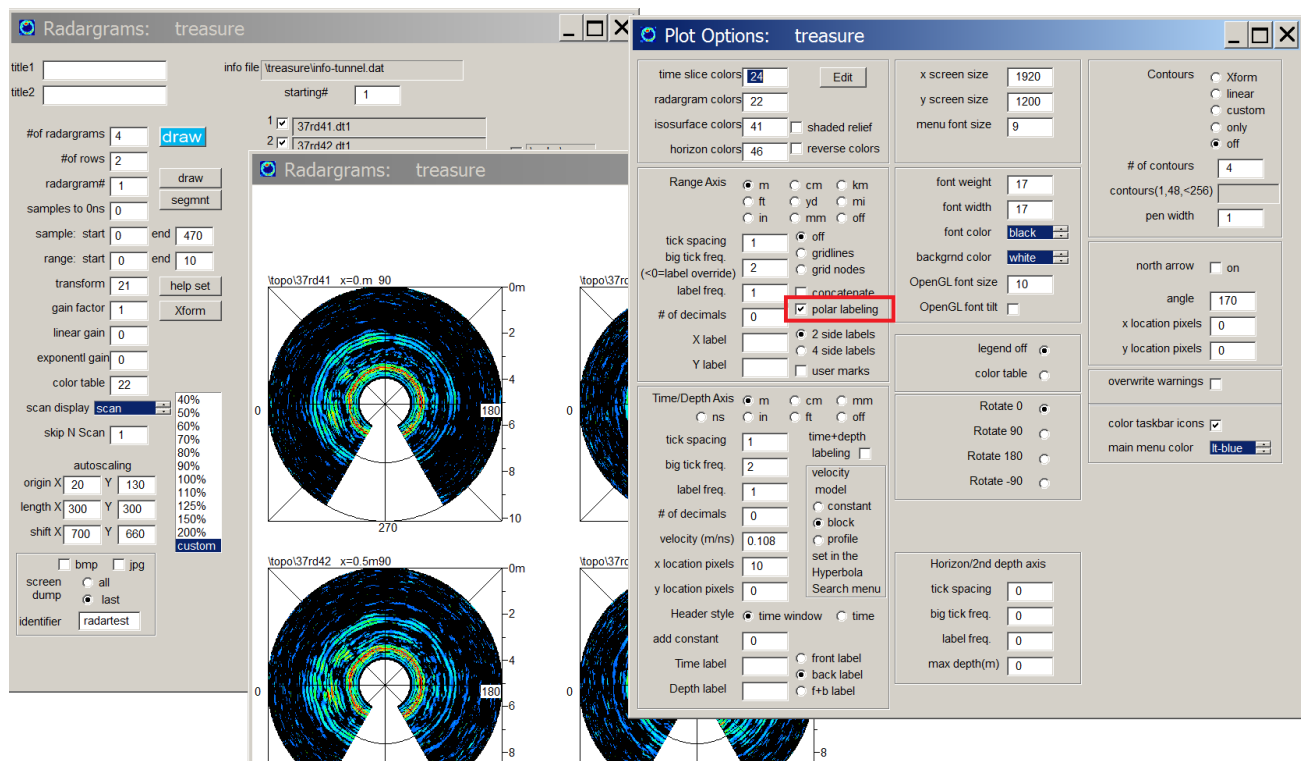 Radargrams: treasure
title1
info file \treasure\info-tunnel.dat
title2
starting# 1
#of radargrams 4 draw
1 37rd41.dt1
2 37rd42.dt1
#of rows 2
radargram# 1 draw
samples to 0ns 0 segmnt
sample: start 0 end 470
range: start 0 end 10
transform 21 help set
gain factor 1 Xform
linear gain 0
exponentl gain 0
color table 22
scan display scan
skip N Scan 1
40%
50%
60%
70%
80%
90%
100%
110%
125%
150%
200%
custom
autoscaling
origin X 20 Y 130
length X 300 Y 300
shift X 700 Y 660
bmp jpg
screen dump
all
last
identifier radartest
Radargrams: treasure
\topo\37rd41 x=0.m 90
0m
-4
0
180
-6
-8
-10
270
\topo\37rd42 x=0.5m90
0m
-2
-4
0
180
-6
-8
\topo\37rd
0
\topo\37rc
0
-8
Plot Options: treasure
time slice colors 24 Edit
radargram colors 22
isosurface colors 41 shaded relief
horizon colors 46 reverse colors
Range Axis m cm km
ft yd mi
in mm off
tick spacing 1 off
big tick freq. 2 gridlines
(<0=label override) grid nodes
label freq. 1 concatenate
# of decimals 0 polar labeling
X label 2 side labels
4 side labels
Y label user marks
Time/Depth Axis m cm mm
ns in ft off
tick spacing 1 time+depth
labeling
big tick freq. 2 velocity
label freq. 1 model
constant
# of decimals 0 block
velocity (m/ns) 0.108 profile
x location pixels 10 set in the
Hyperbola
y location pixels 0 Search menu
Header style time window time
add constant 0
Time label front label
back label
Depth label f+b label
x screen size 1920
y screen size 1200
menu font size 9
font weight 17
font width 17
font color black
backgrnd color white
OpenGL font size 10
OpenGL font tilt
legend off
color table
Rotate 0
Rotate 90
Rotate 180
Rotate -90
Horizon/2nd depth axis
tick spacing 0
big tick freq. 0
label freq. 0
max depth(m) 0
Contours Xform
linear
custom
only
off
# of contours 4
contours(1,48,<256)
pen width 1
north arrow on
angle 170
x location pixels 0
y location pixels 0
overwrite warnings
color taskbar icons
main menu color lt-blue